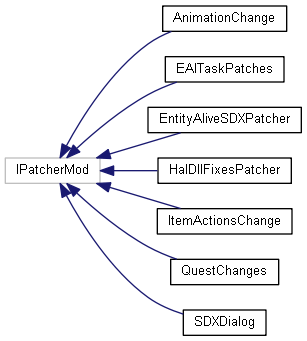 AnimationChange
EAITaskPatches
EntityAliveSDXPatcher
IPatcherMod
HalDllFixesPatcher
ItemActionsChange
QuestChanges
SDXDialog